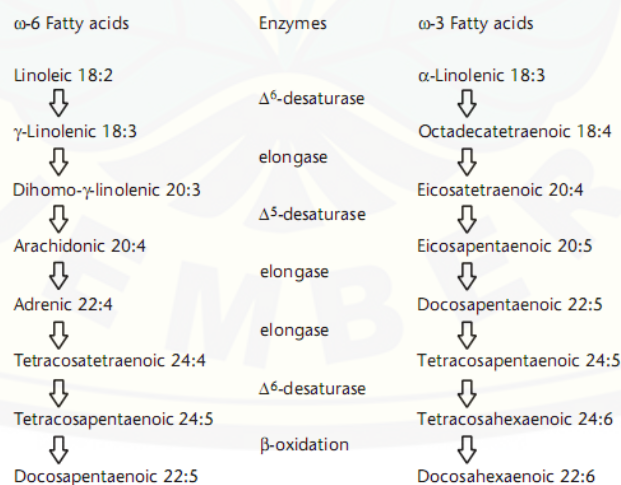 ω-6 Fatty acids Enzymes ω-3 Fatty acids
Linoleic 18:2 α-Linolenic 18:3
Δ⁶-desaturase
γ-Linolenic 18:3 Octadecatetraenoic 18:4
elongase
Dihomo-γ-linolenic 20:3 Eicosatetraenoic 20:4
Δ⁵-desaturase
Arachidonic 20:4 Eicosapentaenoic 20:5
elongase
Adrenic 22:4 Docosapentaenoic 22:5
elongase
Tetracosatetraenoic 24:4 Tetracosapentaenoic 24:5
Δ⁶-desaturase
Tetracosapentaenoic 24:5 Tetracosahexaenoic 24:6
β-oxidation
Docosapentaenoic 22:5 Docosahexaenoic 22:6
EMBER